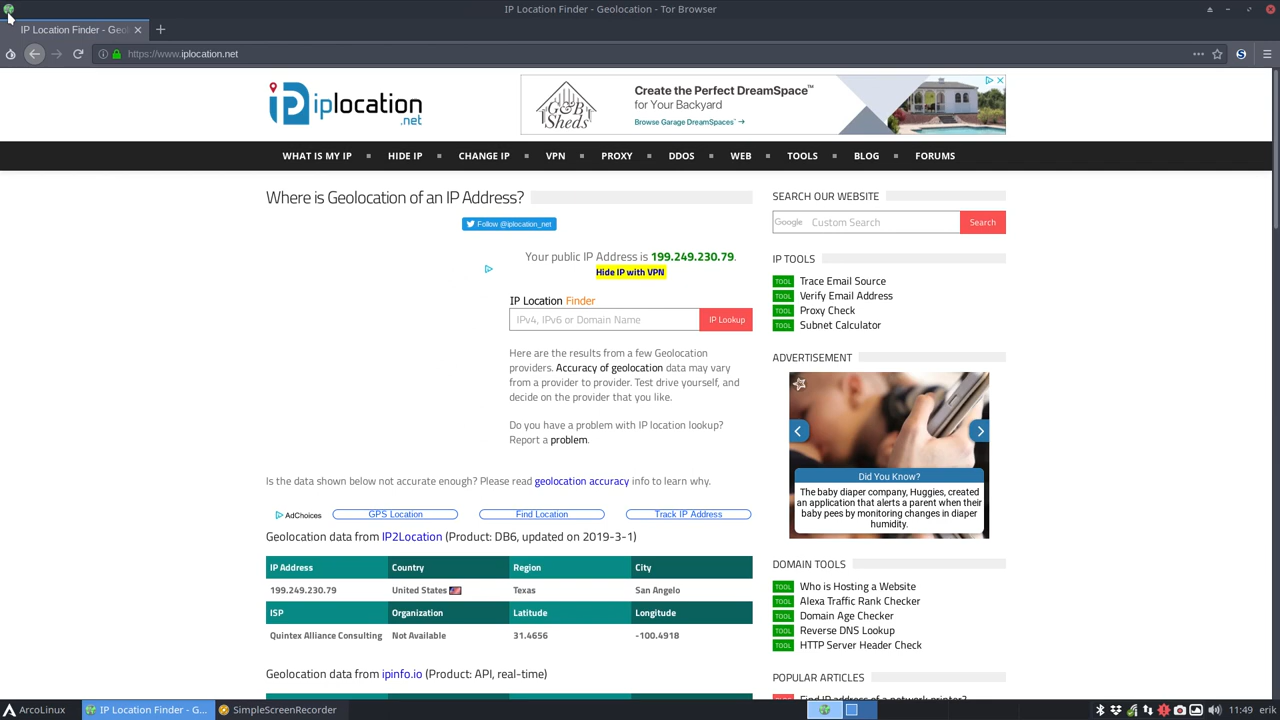 IP Location Finder - Geolocation - Tor Browser
IP Location Finder - Geol
https://www.iplocation.net
iplocation
.net
G&B
SHEDS
Create the Perfect DreamSpace™
for Your Backyard
Browse Garage DreamSpaces™ →
WHAT IS MY IP
HIDE IP
CHANGE IP
VPN
PROXY
DDOS
WEB
TOOLS
BLOG
FORUMS
Where is Geolocation of an IP Address?
Follow @iplocation_net
Your public IP Address is 199.249.230.79.
Hide IP with VPN
IP Location Finder
IPv4, IPv6 or Domain Name
IP Lookup
Here are the results from a few Geolocation
providers. Accuracy of geolocation data may vary
from a provider to provider. Test drive yourself, and
decide on the provider that you like.
Do you have a problem with IP location lookup?
Report a problem.
Is the data shown below not accurate enough? Please read geolocation accuracy info to learn why.
AdChoices
GPS Location
Find Location
Track IP Address
Geolocation data from IP2Location (Product: DB6, updated on 2019-3-1)
IP Address Country Region City
199.249.230.79 United States Texas San Angelo
ISP Organization Latitude Longitude
Quintex Alliance Consulting Not Available 31.4656 -100.4918
Geolocation data from ipinfo.io (Product: API, real-time)
SEARCH OUR WEBSITE
Google Custom Search
Search
IP TOOLS
TOOL Trace Email Source
TOOL Verify Email Address
TOOL Proxy Check
TOOL Subnet Calculator
ADVERTISEMENT
Did You Know?
The baby diaper company, Huggies, created
an application that alerts a parent when their
baby pees by monitoring changes in diaper
humidity.
DOMAIN TOOLS
TOOL Who is Hosting a Website
TOOL Alexa Traffic Rank Checker
TOOL Domain Age Checker
TOOL Reverse DNS Lookup
TOOL HTTP Server Header Check
POPULAR ARTICLES
Find IP address of a network printer?
ArcoLinux
IP Location Finder - G...
SimpleScreenRecorder
11:49 erik